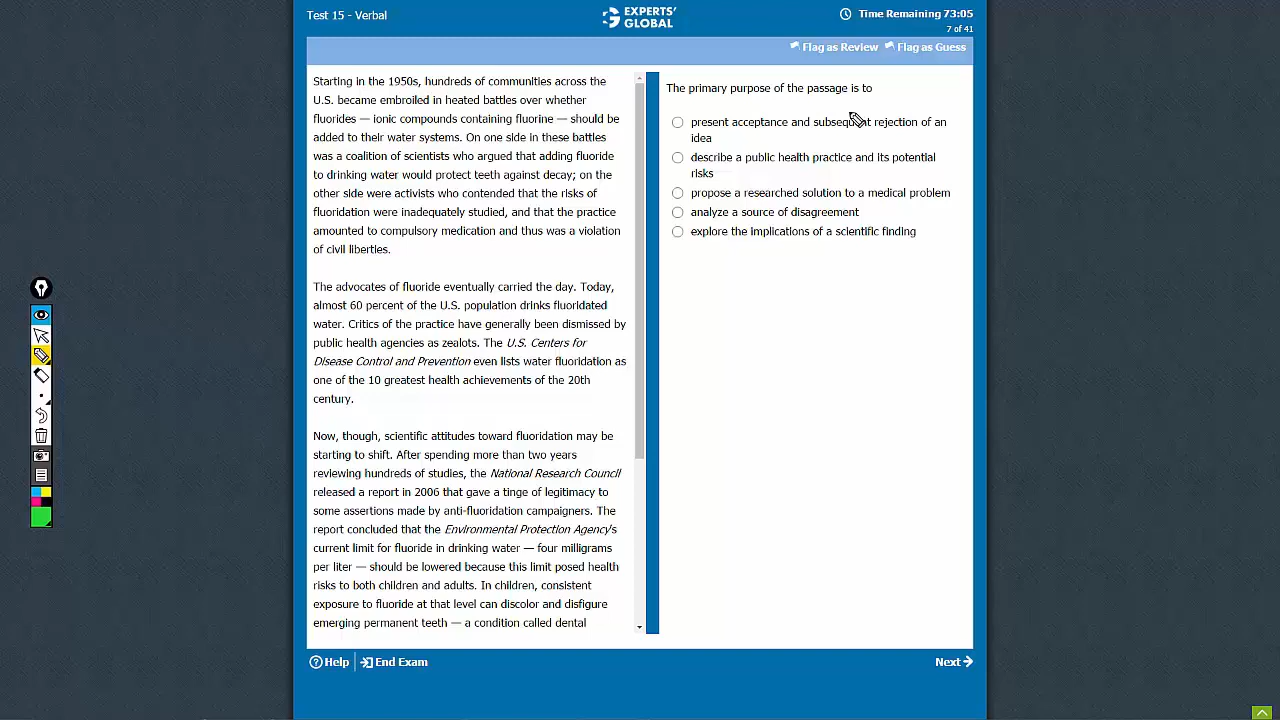 Test 15 - Verbal
EXPERTS'
GLOBAL
Time Remaining 73:05
7 of 41
Flag as Review
Flag as Guess
Starting in the 1950s, hundreds of communities across the
U.S. became embroiled in heated battles over whether
fluorides — ionic compounds containing fluorine — should be
added to their water systems. On one side in these battles
was a coalition of scientists who argued that adding fluoride
to drinking water would protect teeth against decay; on the
other side were activists who contended that the risks of
fluoridation were inadequately studied, and that the practice
amounted to compulsory medication and thus was a violation
of civil liberties.
The advocates of fluoride eventually carried the day. Today,
almost 60 percent of the U.S. population drinks fluoridated
water. Critics of the practice have generally been dismissed by
public health agencies as zealots. The U.S. Centers for
Disease Control and Prevention even lists water fluoridation as
one of the 10 greatest health achievements of the 20th
century.
Now, though, scientific attitudes toward fluoridation may be
starting to shift. After spending more than two years
reviewing hundreds of studies, the National Research Council
released a report in 2006 that gave a tinge of legitimacy to
some assertions made by anti-fluoridation campaigners. The
report concluded that the Environmental Protection Agency's
current limit for fluoride in drinking water — four milligrams
per liter — should be lowered because this limit posed health
risks to both children and adults. In children, consistent
exposure to fluoride at that level can discolor and disfigure
emerging permanent teeth — a condition called dental
The primary purpose of the passage is to
present acceptance and subsequent rejection of an
idea
describe a public health practice and its potential
risks
propose a researched solution to a medical problem
analyze a source of disagreement
explore the implications of a scientific finding
Help
End Exam
Next